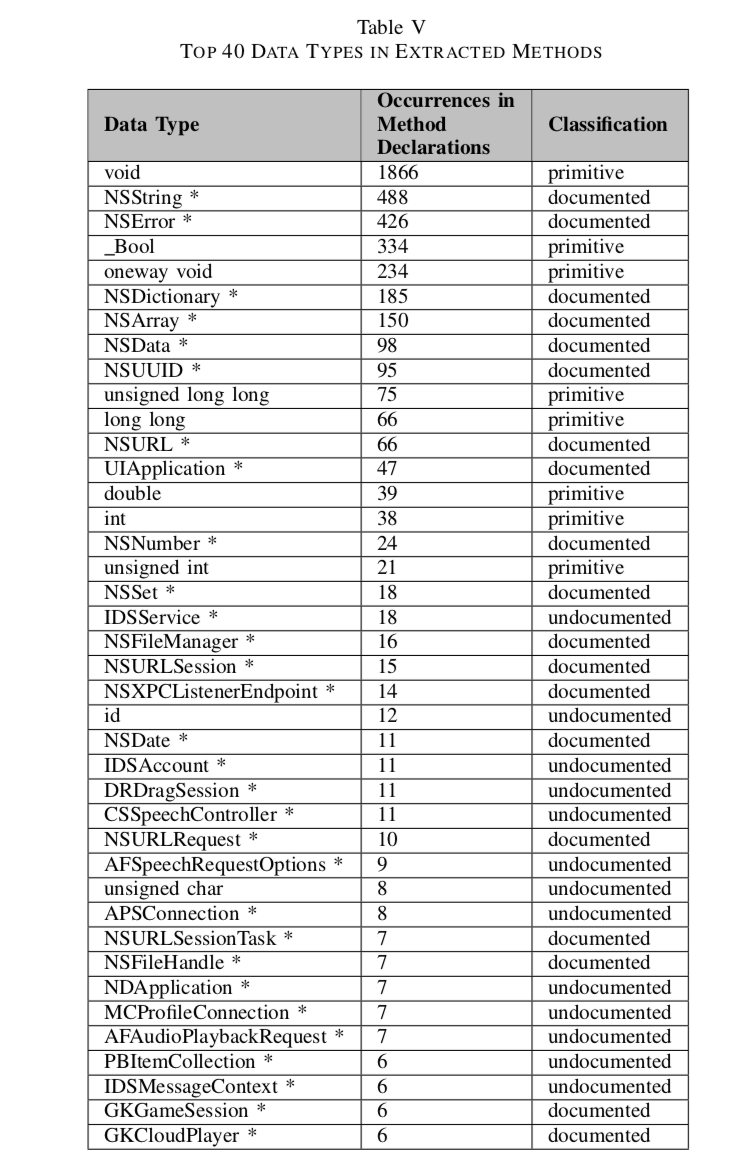 Table V
TOP 40 DATA TYPES IN EXTRACTED METHODS
Data Type Occurrences in Method Declarations Classification
void 1866 primitive
NSString * 488 documented
NSError * 426 documented
_Bool 334 primitive
oneway void 234 primitive
NSDictionary * 185 documented
NSArray * 150 documented
NSData * 98 documented
NSUUID * 95 documented
unsigned long long 75 primitive
long long 66 primitive
NSURL * 66 documented
UIApplication * 47 documented
double 39 primitive
int 38 primitive
NSNumber * 24 documented
unsigned int 21 primitive
NSSet * 18 documented
IDSService * 18 undocumented
NSFileManager * 16 documented
NSURLSession * 15 documented
NSXPCListenerEndpoint * 14 documented
id 12 undocumented
NSDate * 11 documented
IDSAccount * 11 undocumented
DRDragSession * 11 undocumented
CSSpeechController * 11 undocumented
NSURLRequest * 10 documented
AFSpeechRequestOptions * 9 undocumented
unsigned char 8 undocumented
APSConnection * 8 undocumented
NSURLSessionTask * 7 documented
NSFileHandle * 7 documented
NDApplication * 7 undocumented
MCProfileConnection * 7 undocumented
AFAudioPlaybackRequest * 7 undocumented
PBItemCollection * 6 undocumented
IDSMessageContext * 6 undocumented
GKGameSession * 6 documented
GKCloudPlayer * 6 documented